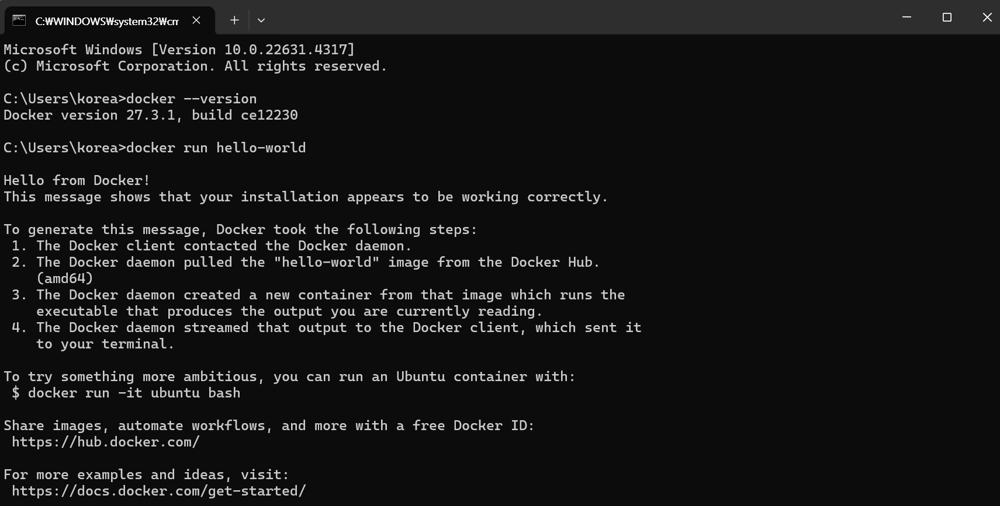 C:₩WINDOWS₩system32₩cm
Microsoft Windows [Version 10.0.22631.4317]
(c) Microsoft Corporation. All rights reserved.
C:\Users\korea>docker --version
Docker version 27.3.1, build ce12230
C:\Users\korea>docker run hello-world
Hello from Docker!
This message shows that your installation appears to be working correctly.
To generate this message, Docker took the following steps:
1. The Docker client contacted the Docker daemon.
2. The Docker daemon pulled the "hello-world" image from the Docker Hub.
(amd64)
3. The Docker daemon created a new container from that image which runs the
executable that produces the output you are currently reading.
4. The Docker daemon streamed that output to the Docker client, which sent it
to your terminal.
To try something more ambitious, you can run an Ubuntu container with:
$ docker run -it ubuntu bash
Share images, automate workflows, and more with a free Docker ID:
https://hub.docker.com/
For more examples and ideas, visit:
https://docs.docker.com/get-started/